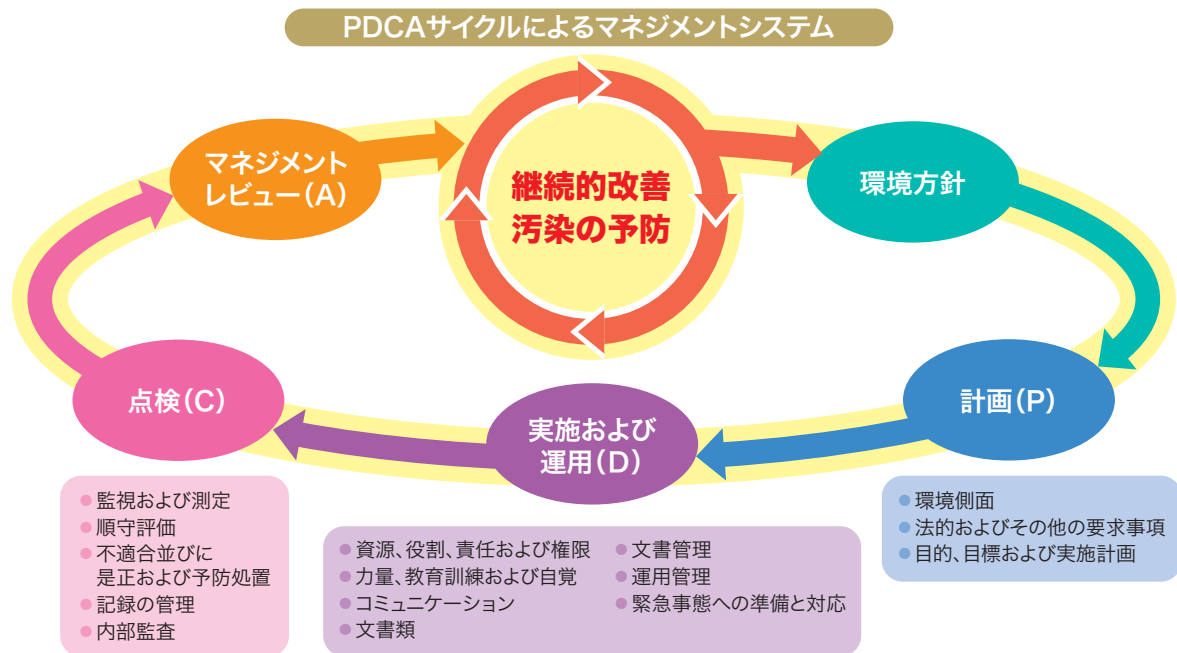 PDCAサイクルによるマネジメントシステム
マネジメント
レビュー(A)
継続的改善
汚染の予防
環境方針
点検(C)
実施および
運用(D)
計画(P)
●監視および測定
●順守評価
●不適合並びに
是正および予防処置
●記録の管理
●内部監査
●資源、役割、責任および権限
●力量、教育訓練および自覚
●コミュニケーション
●文書類
●文書管理
●運用管理
●緊急事態への準備と対応
●環境側面
●法的およびその他の要求事項
●目的、目標および実施計画